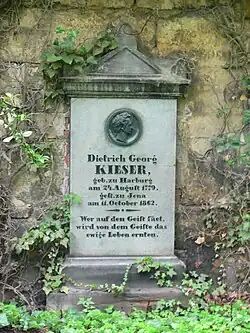 Dietrich Georg
KIESER,
geb. zu Harburg
am 24. August 1779,
gest. zu Jena
am 11. October 1862.
Wer auf den Geist säet,
wird von dem Geiste das
ewige Leben ernten.